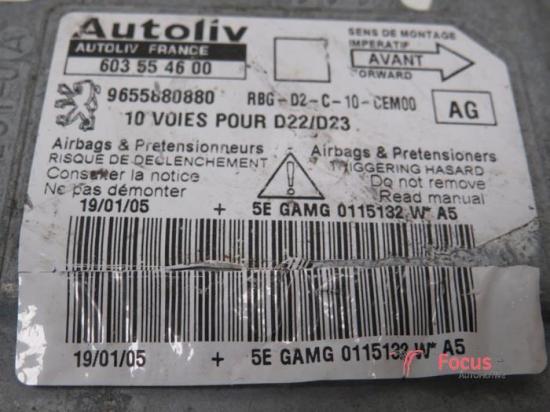 Autoliv
AUTOLIV FRANCE
603 55 46 00
SENS DE MONTAGE
IMPERATIF
AVANT
FORWARD
9655880880 RBG-D2-C-10-CEM00
AG
10 VOIES POUR D22/D23
Airbags & Pretensionneurs
RISQUE DE DECLENCHEMENT
Consulter la notice
Ne pas démonter
Airbags & Pretensioners
TRIGGERING HASARD
Do not remove
Read manual
19/01/05 + 5E GAMG 0115132 W* A5
19/01/05 + 5E GAMG 0115132 W* A5
Focus
AUTOMOTIVE